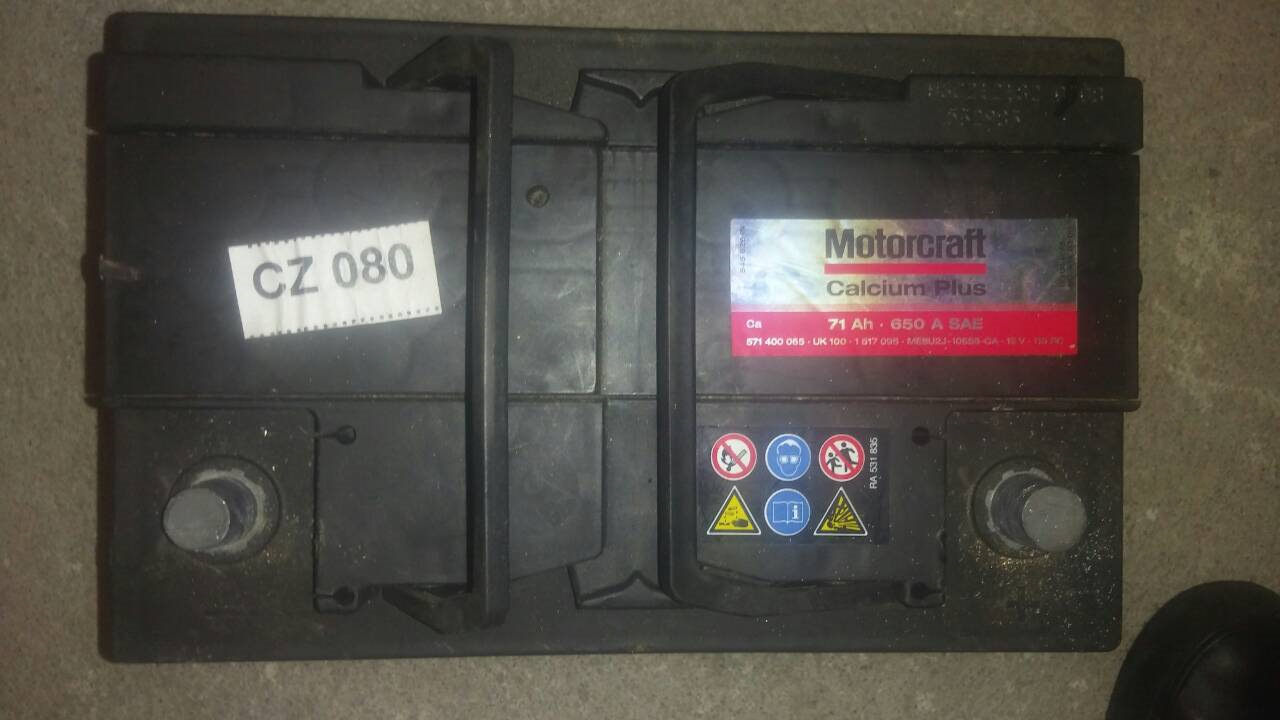 CZ 080
Motorcraft
Calcium Plus
Ca 71 Ah · 650 A SAE
571 400 065 · UK 100 · 1 617 095 · · 12 V ·
RA 531 835
+